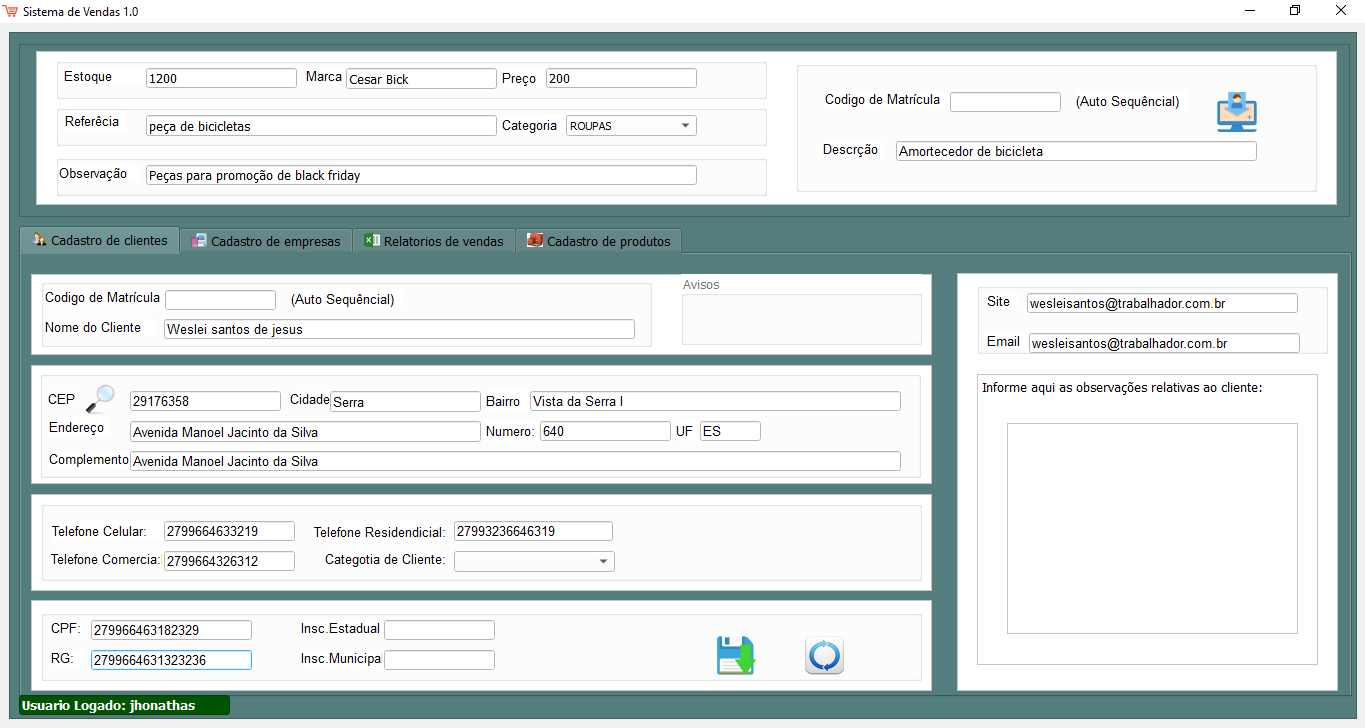 Sistema de Vendas 1.0
Estoque 1200 Marca Cesar Bick Preço 200
Referêcia peça de bicicletas Categoria ROUPAS
Observação Peças para promoção de black friday
Codigo de Matrícula (Auto Sequêncial)
Descrção Amortecedor de bicicleta
Cadastro de clientes Cadastro de empresas Relatorios de vendas Cadastro de produtos
Codigo de Matrícula (Auto Sequêncial)
Nome do Cliente Weslei santos de jesus
Avisos
CEP 29176358 Cidade Serra Bairro Vista da Serra I
Endereço Avenida Manoel Jacinto da Silva Numero: 640 UF ES
Complemento Avenida Manoel Jacinto da Silva
Telefone Celular: 2799664633219 Telefone Residendicial: 27993236646319
Telefone Comercia: 2799664326312 Categotia de Cliente:
CPF: 279966463182329 Insc.Estadual
RG: 2799664631323236 Insc.Municipa
Site wesleisantos@trabalhador.com.br
Email wesleisantos@trabalhador.com.br
Informe aqui as observações relativas ao cliente:
Usuario Logado: jhonathas